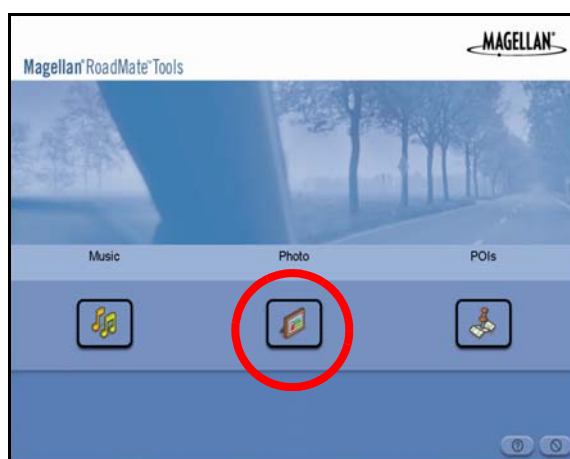 MAGELLAN®
Magellan® RoadMate™ Tools
Music
Photo
POIs
?